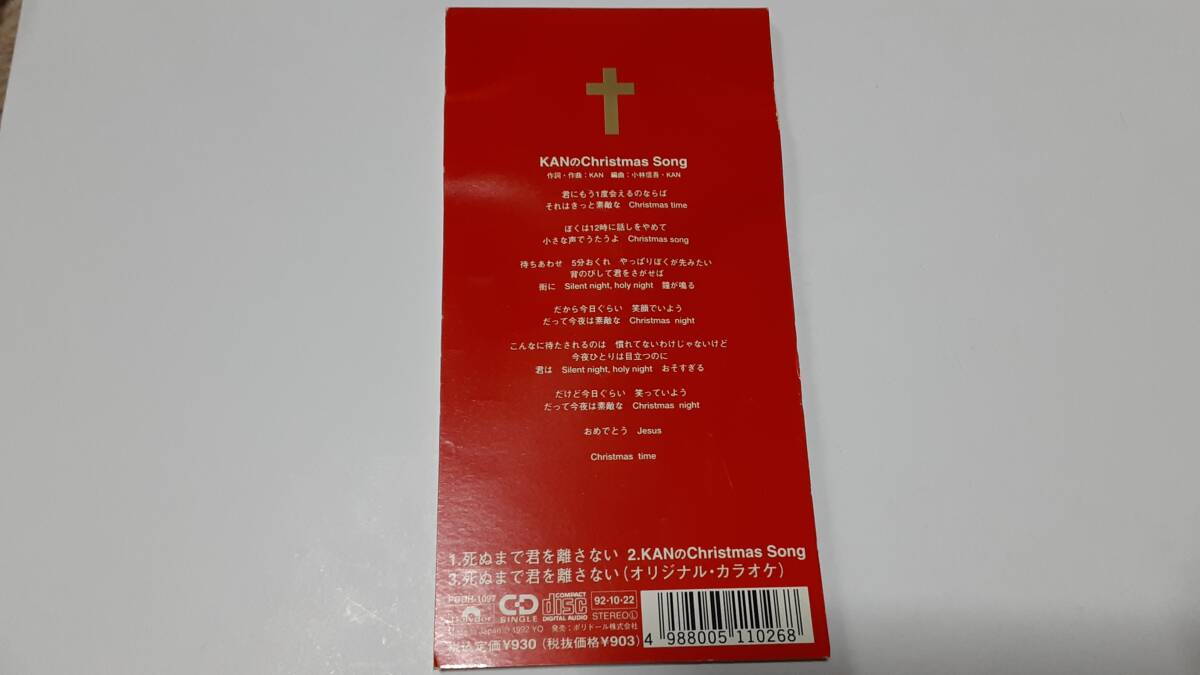 KANのChristmas Song
作詞・作曲：KAN　編曲：小林信吾・KAN
君にもう1度会えるのならば
それはきっと素敵な　Christmas time
ぼくは12時に話しをやめて
小さな声でうたうよ　Christmas song
待ちあわせ　5分おくれ　やっぱりぼくが先みたい
背のびして君をさがせば
街に　Silent night, holy night　鐘が鳴る
だから今日ぐらい　笑顔でいよう
だって今夜は素敵な　Christmas night
こんなに待たされるのは　慣れてないわけじゃないけど
今夜ひとりは目立つのに
君は　Silent night, holy night　おそすぎる
だけど今日ぐらい　笑っていよう
だって今夜は素敵な　Christmas night
おめでとう　Jesus
Christmas time
1.死ぬまで君を離さない 2.KANのChristmas Song
3.死ぬまで君を離さない(オリジナル・カラオケ)
PODH-1097
polydor
CD SINGLE
COMPACT disc DIGITAL AUDIO
92・10・22
STEREO Ⓛ
Japan ℗ 1992 YO　発売：ポリドール株式会社
税込定価¥930（税抜価格¥903）
4 988005 110268